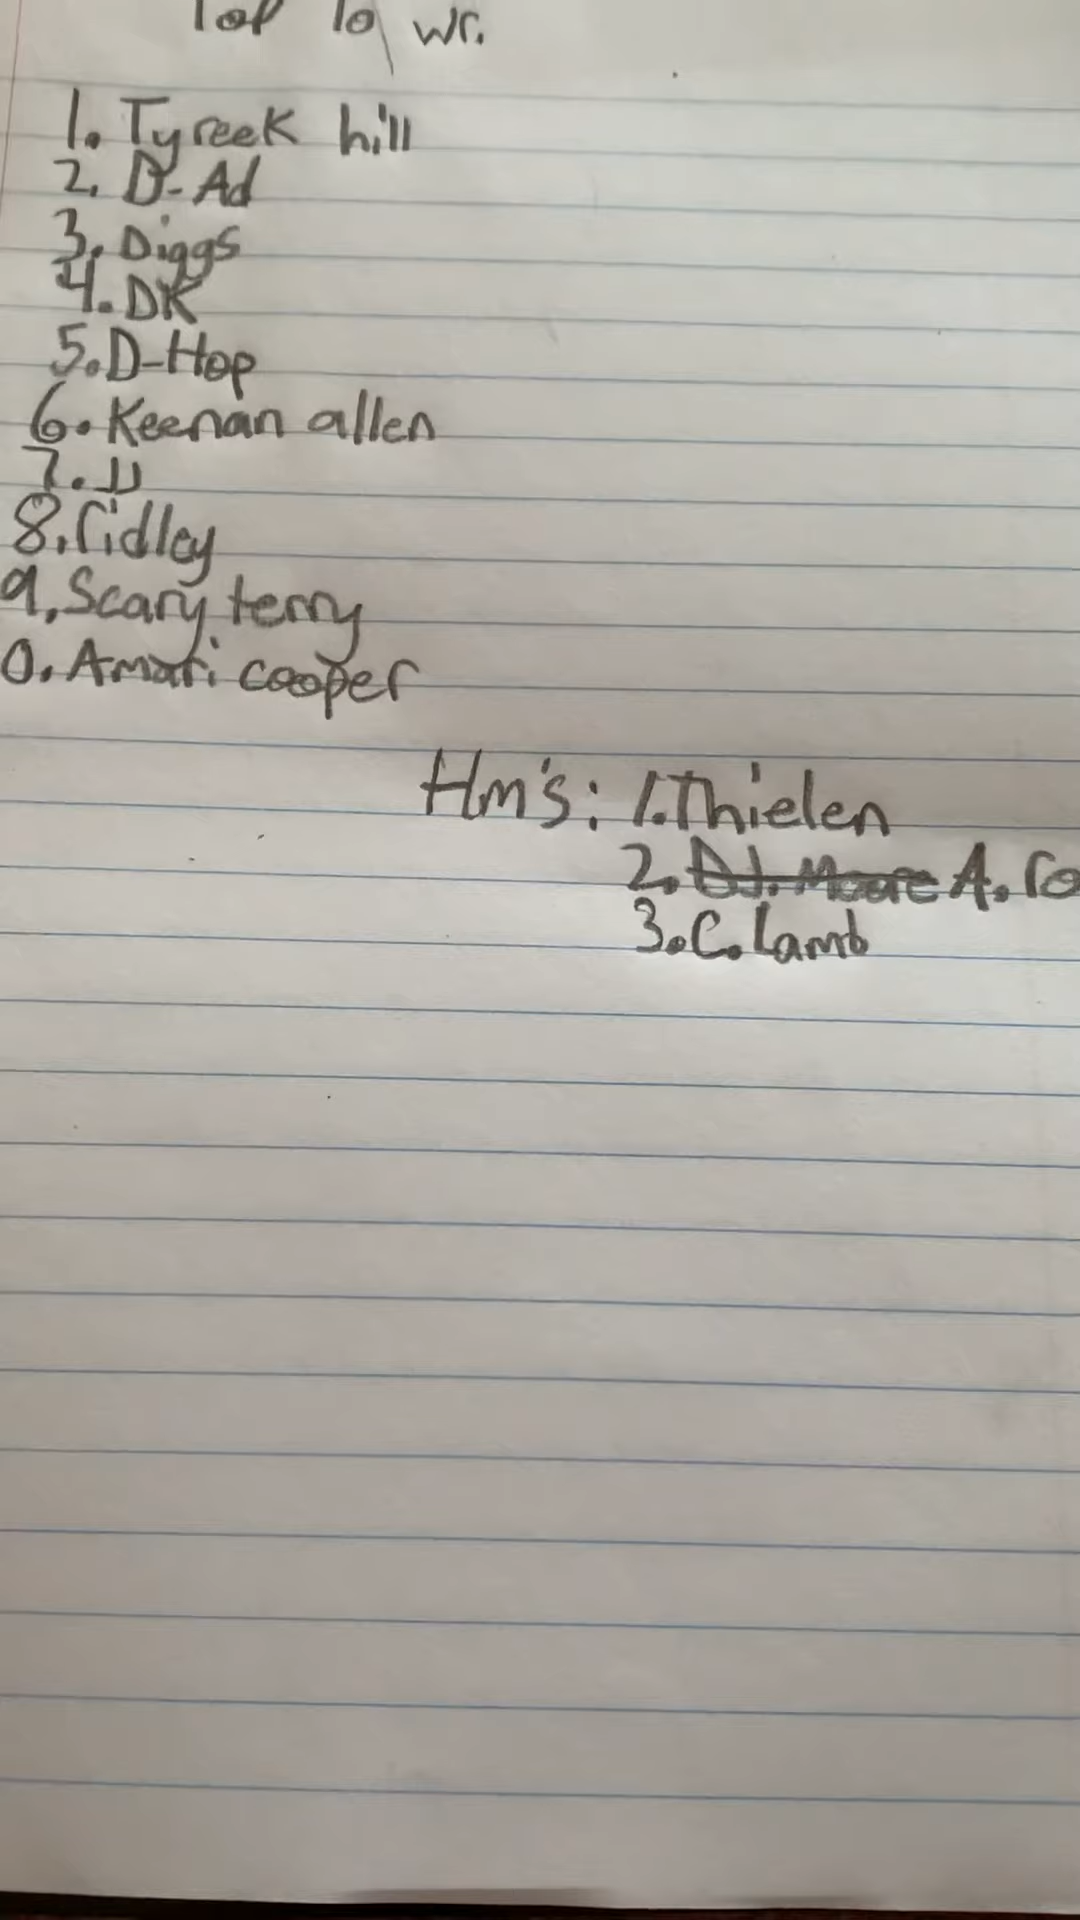 Top 10 wr.
1. Tyreek hill
2. D-Ad
3. Diggs
4. DK
5. D-Hop
6. Keenan allen
7. JJ
8. ridley
9. Scary terry
0. Amari cooper
Hm's: 1. Thielen
2. D.J. Moore A. ro
3. C. Lamb